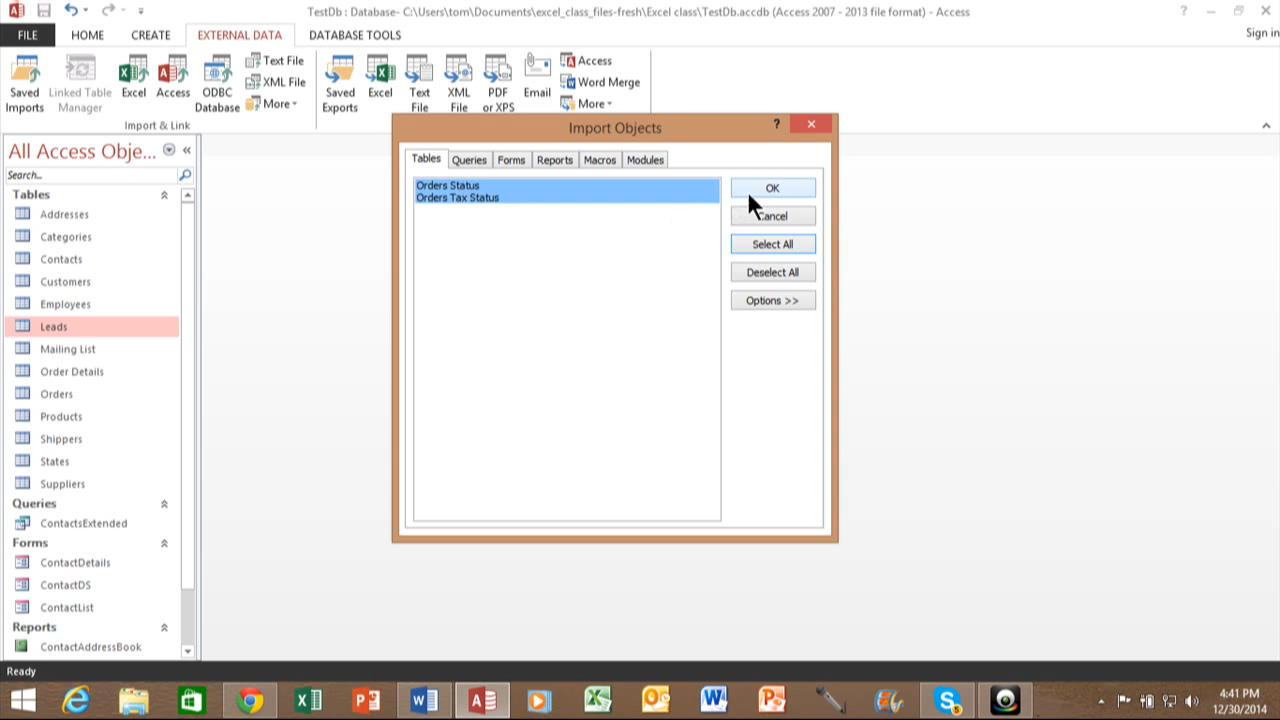 TestDb : Database- C:\Users\tom\Documents\excel_class_files-fresh\Excel class\TestDb.accdb (Access 2007 - 2013 file format) - Access
FILE HOME CREATE EXTERNAL DATA DATABASE TOOLS Sign in
Saved Imports
Linked Table Manager
Excel
Access
ODBC Database
Text File
XML File
More
Import & Link
Saved Exports
Excel
Text File
XML File
PDF or XPS
Email
Access
Word Merge
More
All Access Obje...
Search...
Tables
Addresses
Categories
Contacts
Customers
Employees
Leads
Mailing List
Order Details
Orders
Products
Shippers
States
Suppliers
Queries
ContactsExtended
Forms
ContactDetails
ContactDS
ContactList
Reports
ContactAddressBook
Import Objects
Tables Queries Forms Reports Macros Modules
Orders Status
Orders Tax Status
OK
Cancel
Select All
Deselect All
Options >>
Ready
4:41 PM
12/30/2014